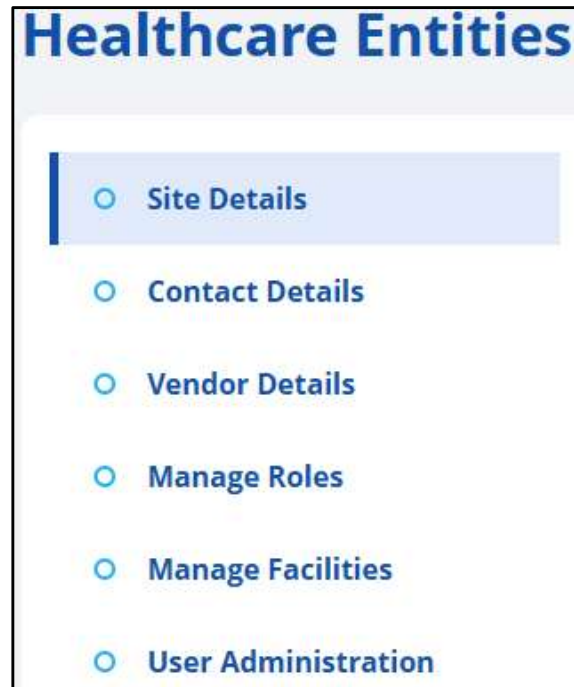 Healthcare Entities
Site Details
Contact Details
Vendor Details
Manage Roles
Manage Facilities
User Administration